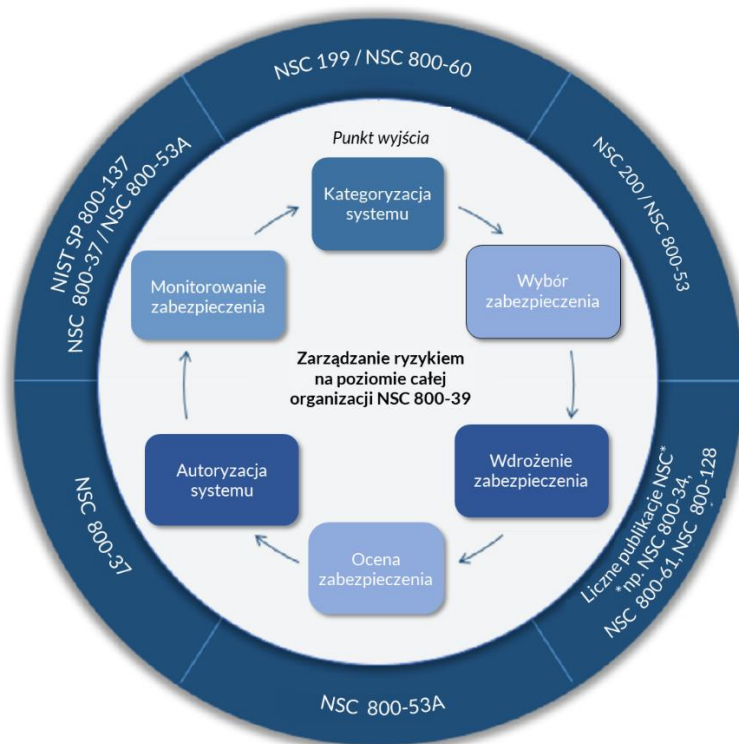 NSC 199 / NSC 800-60
NSC 200 / NSC 800-53
Liczne publikacje NSC*
*np. NSC 800-34,
NSC 800-61, NSC 800-128
NSC 800-53A
NSC 800-37
NIST SP 800-137
NSC 800-37 / NSC 800-53A
Punkt wyjścia
Kategoryzacja
systemu
Wybór
zabezpieczenia
Wdrożenie
zabezpieczenia
Ocena
zabezpieczenia
Autoryzacja
systemu
Monitorowanie
zabezpieczenia
Zarządzanie ryzykiem
na poziomie całej
organizacji NSC 800-39